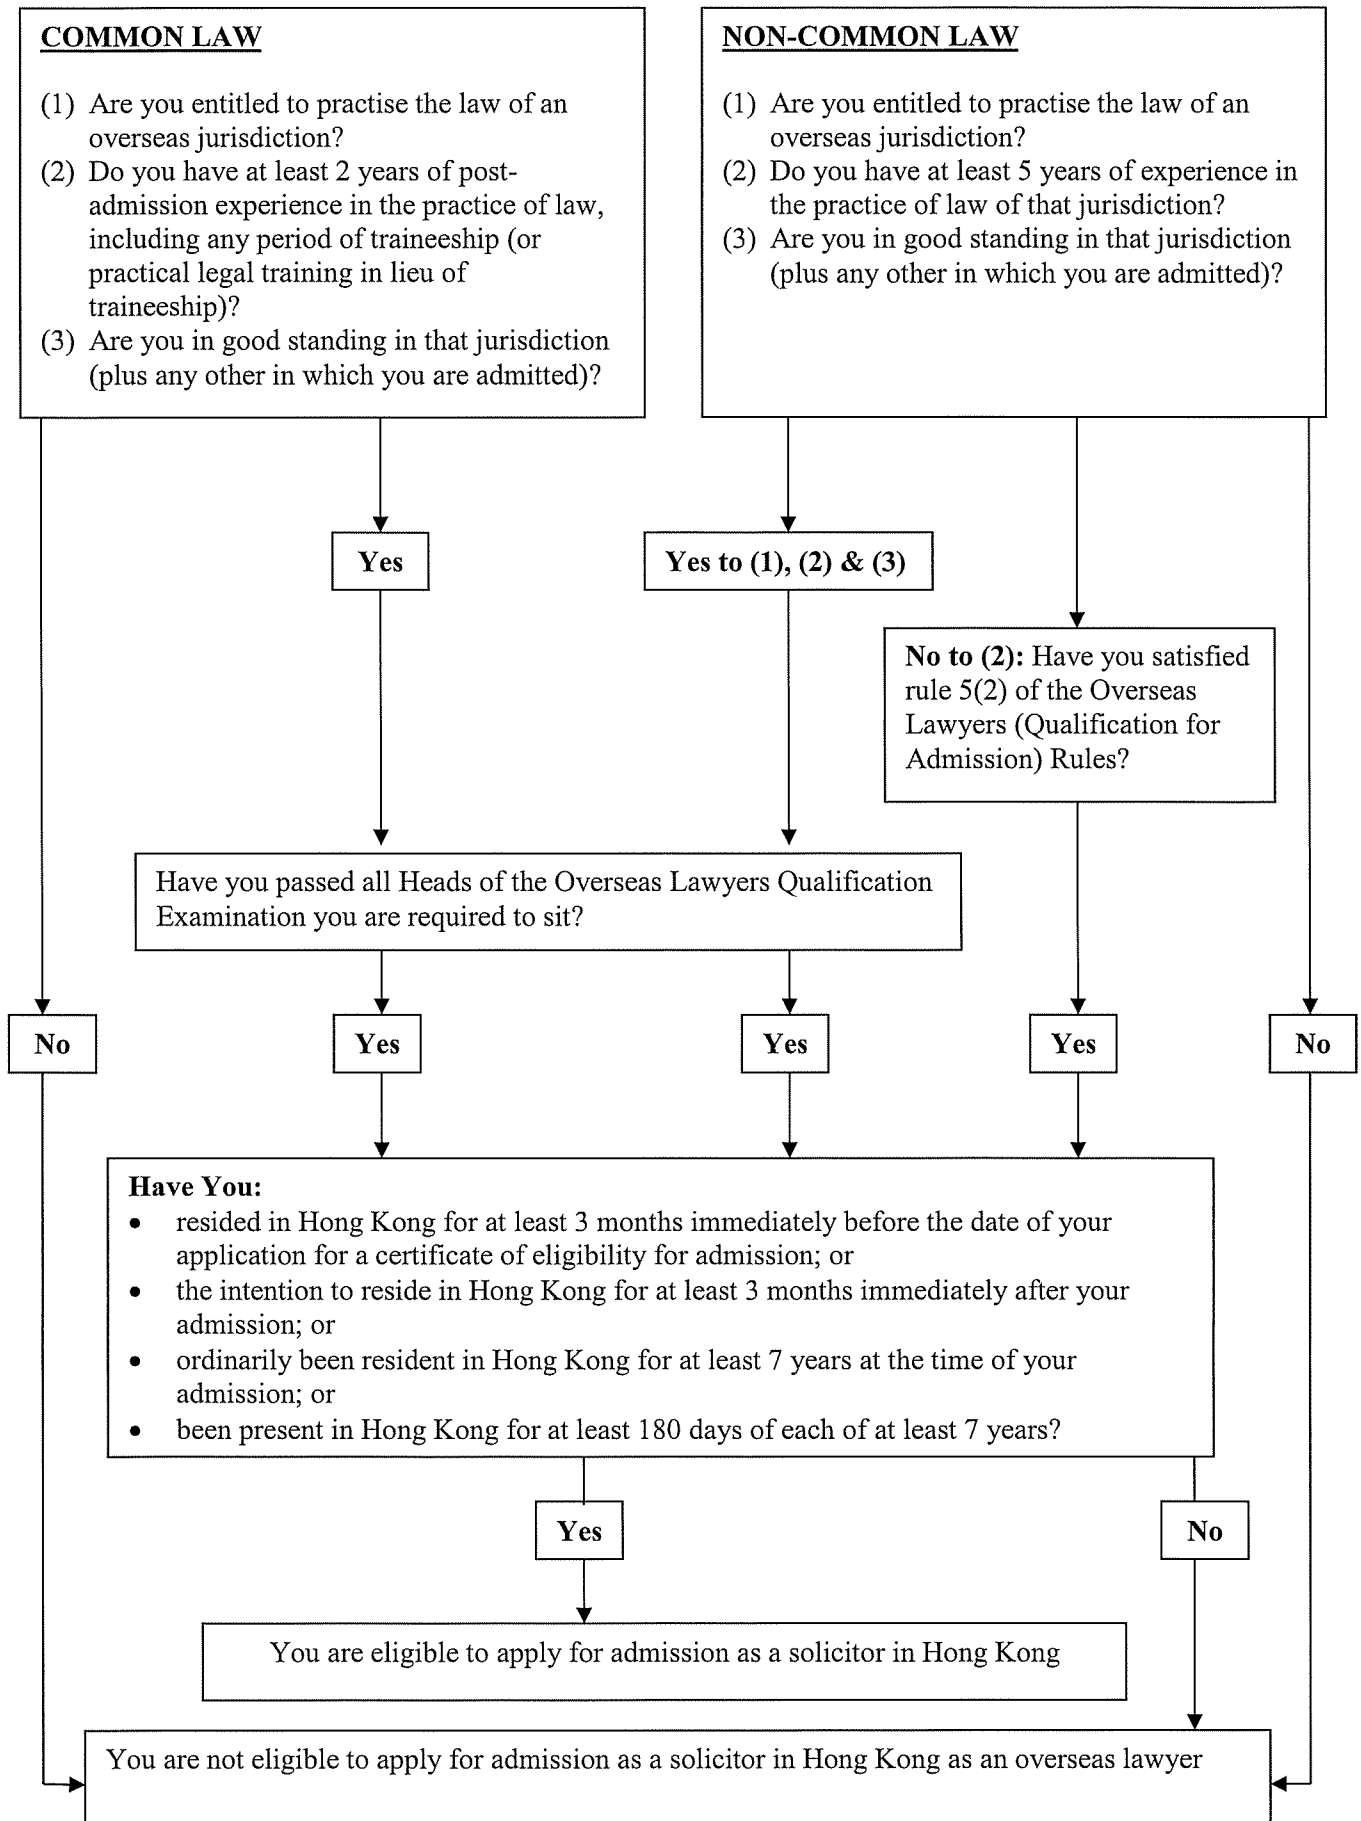 COMMON LAW
(1) Are you entitled to practise the law of an
overseas jurisdiction?
(2) Do you have at least 2 years of post-
admission experience in the practice of law,
including any period of traineeship (or
practical legal training in lieu of
traineeship)?
(3) Are you in good standing in that jurisdiction
(plus any other in which you are admitted)?
NON-COMMON LAW
(1) Are you entitled to practise the law of an
overseas jurisdiction?
(2) Do you have at least 5 years of experience in
the practice of law of that jurisdiction?
(3) Are you in good standing in that jurisdiction
(plus any other in which you are admitted)?
Yes
Yes to (1), (2) & (3)
No to (2): Have you satisfied
rule 5(2) of the Overseas
Lawyers (Qualification for
Admission) Rules?
Have you passed all Heads of the Overseas Lawyers Qualification
Examination you are required to sit?
No
Yes
Yes
Yes
No
Have You:
• resided in Hong Kong for at least 3 months immediately before the date of your
application for a certificate of eligibility for admission; or
• the intention to reside in Hong Kong for at least 3 months immediately after your
admission; or
• ordinarily been resident in Hong Kong for at least 7 years at the time of your
admission; or
• been present in Hong Kong for at least 180 days of each of at least 7 years?
Yes
No
You are eligible to apply for admission as a solicitor in Hong Kong
You are not eligible to apply for admission as a solicitor in Hong Kong as an overseas lawyer